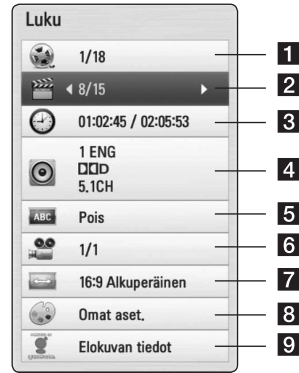 Luku
1/18 1
8/15 2
01:02:45 / 02:05:53 3
1 ENG
DD D
5.1CH 4
ABC Pois 5
1/1 6
16:9 Alkuperäinen 7
Omat aset. 8
Elokuvan tiedot 9